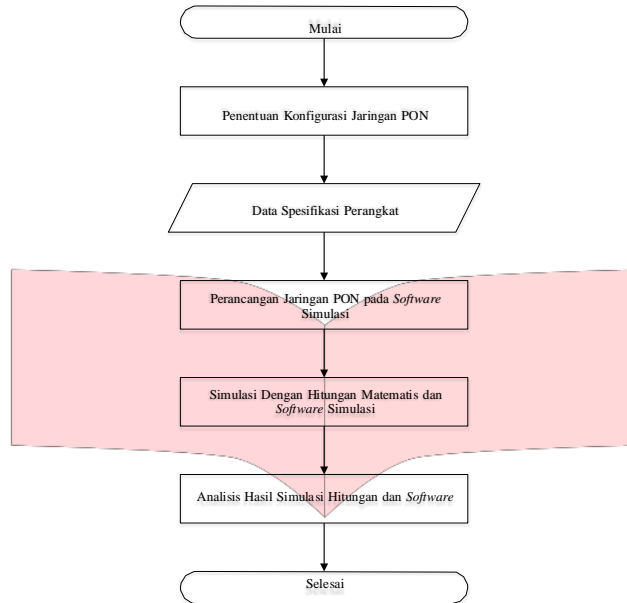 Mulai
Penentuan Konfigurasi Jaringan PON
Data Spesifikasi Perangkat
Perancangan Jaringan PON pada Software
Simulasi
Simulasi Dengan Hitungan Matematis dan
Software Simulasi
Analisis Hasil Simulasi Hitungan dan Software
Selesai